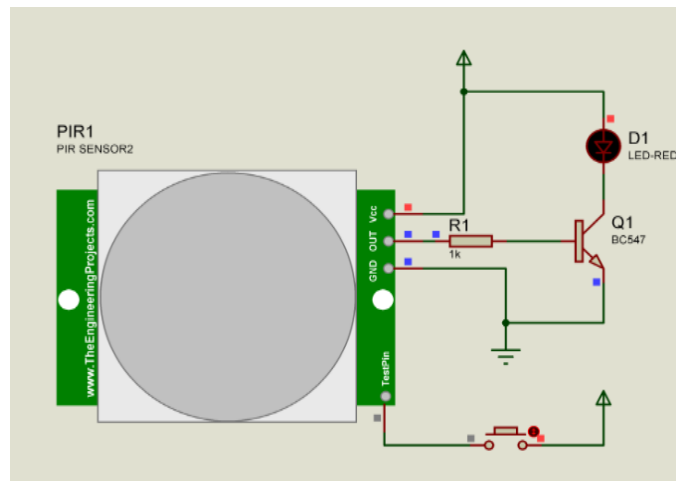 PIR1
PIR SENSOR2
www.TheEngineeringProjects.com
Vcc
OUT
GND
TestPin
R1
1k
D1
LED-RED
Q1
BC547